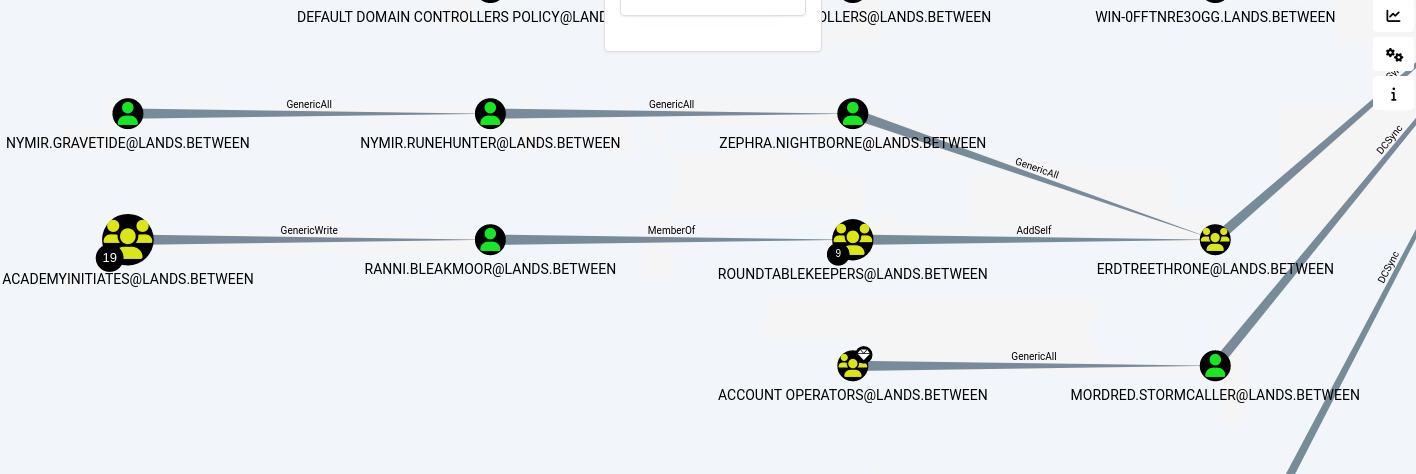 DEFAULT DOMAIN CONTROLLERS POLICY@LAND
OLLERS@LANDS.BETWEEN
WIN-0FFTNRE3OGG.LANDS.BETWEEN
GenericAll
GenericAll
NYMIR.GRAVETIDE@LANDS.BETWEEN
NYMIR.RUNEHUNTER@LANDS.BETWEEN
ZEPHRA.NIGHTBORNE@LANDS.BETWEEN
DCSync
GenericAll
GenericWrite
MemberOf
AddSelf
19
9
ACADEMYINITIATES@LANDS.BETWEEN
RANNI.BLEAKMOOR@LANDS.BETWEEN
ROUNDTABLEKEEPERS@LANDS.BETWEEN
ERDTREETHRONE@LANDS.BETWEEN
DCSync
GenericAll
ACCOUNT OPERATORS@LANDS.BETWEEN
MORDRED.STORMCALLER@LANDS.BETWEEN